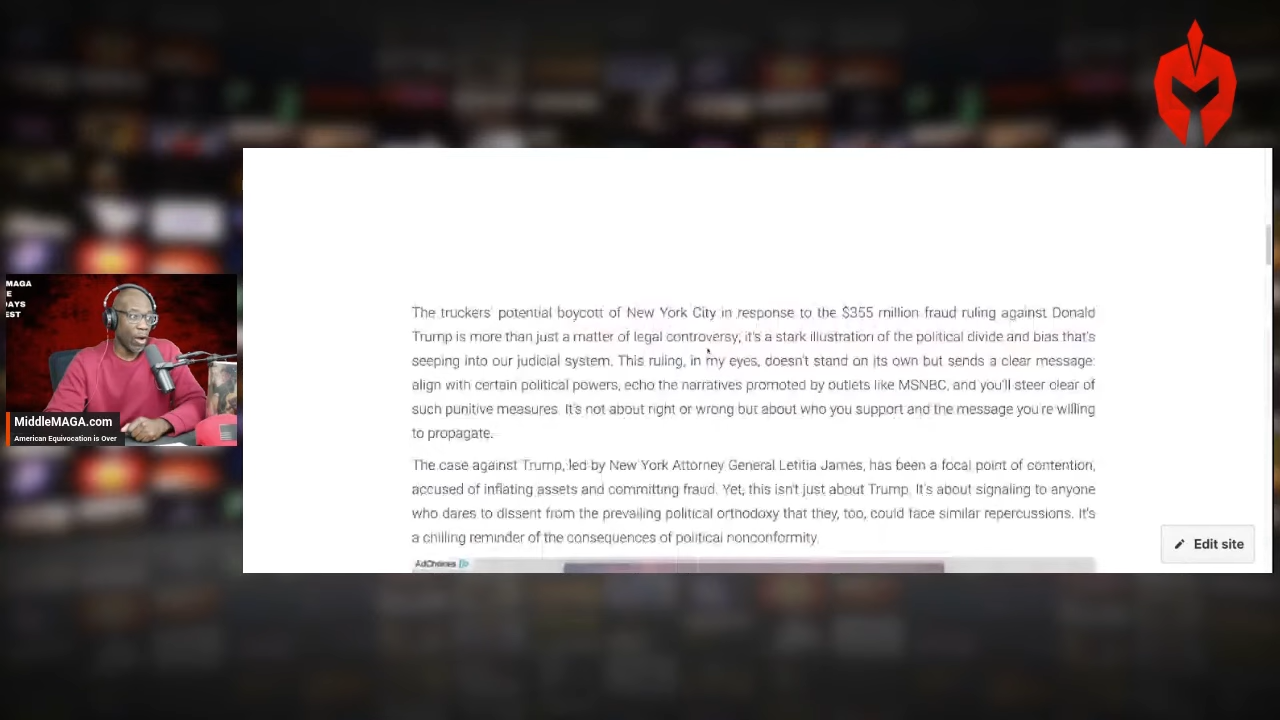 The truckers' potential boycott of New York City in response to the $355 million fraud ruling against Donald
Trump is more than just a matter of legal controversy, it's a stark illustration of the political divide and bias that's
seeping into our judicial system. This ruling, in my eyes, doesn't stand on its own but sends a clear message:
align with certain political powers, echo the narratives promoted by outlets like MSNBC, and you'll steer clear of
such punitive measures. It's not about right or wrong but about who you support and the message you're willing
to propagate.
The case against Trump, led by New York Attorney General Letitia James, has been a focal point of contention,
accused of inflating assets and committing fraud. Yet, this isn't just about Trump. It's about signaling to anyone
who dares to dissent from the prevailing political orthodoxy that they, too, could face similar repercussions. It's
a chilling reminder of the consequences of political nonconformity.
AdChoices
Edit site
MAGA
E
DAYS
EST
MiddleMAGA.com
American Equivocation is Over